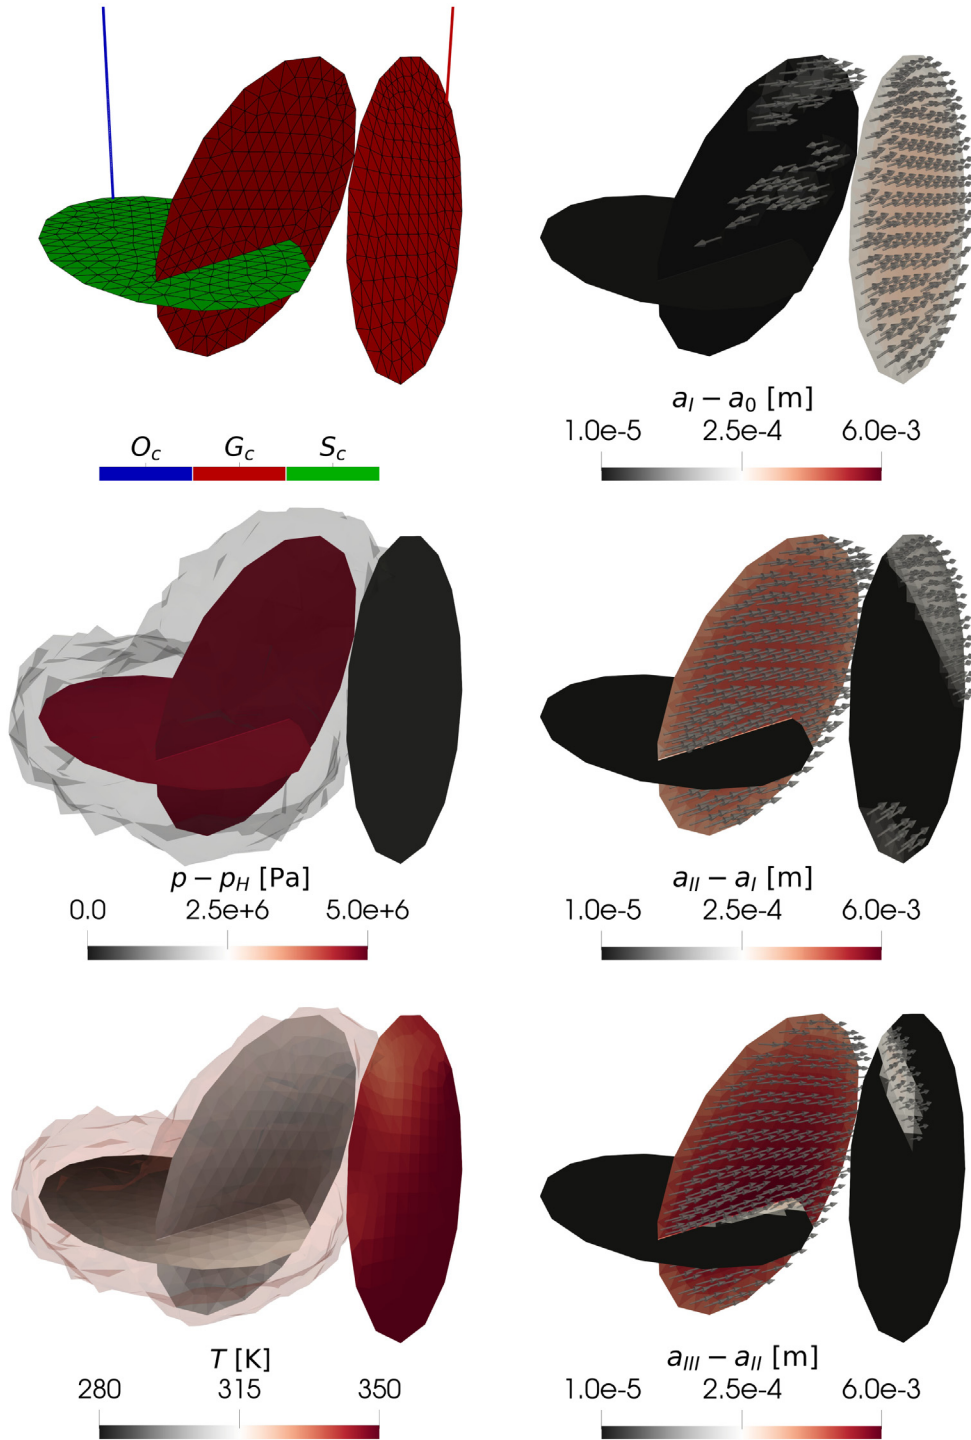 O_c G_c S_c
a_I − a_0 [m]
1.0e-5 2.5e-4 6.0e-3
p − p_H [Pa]
0.0 2.5e+6 5.0e+6
a_II − a_I [m]
1.0e-5 2.5e-4 6.0e-3
T [K]
280 315 350
a_III − a_II [m]
1.0e-5 2.5e-4 6.0e-3